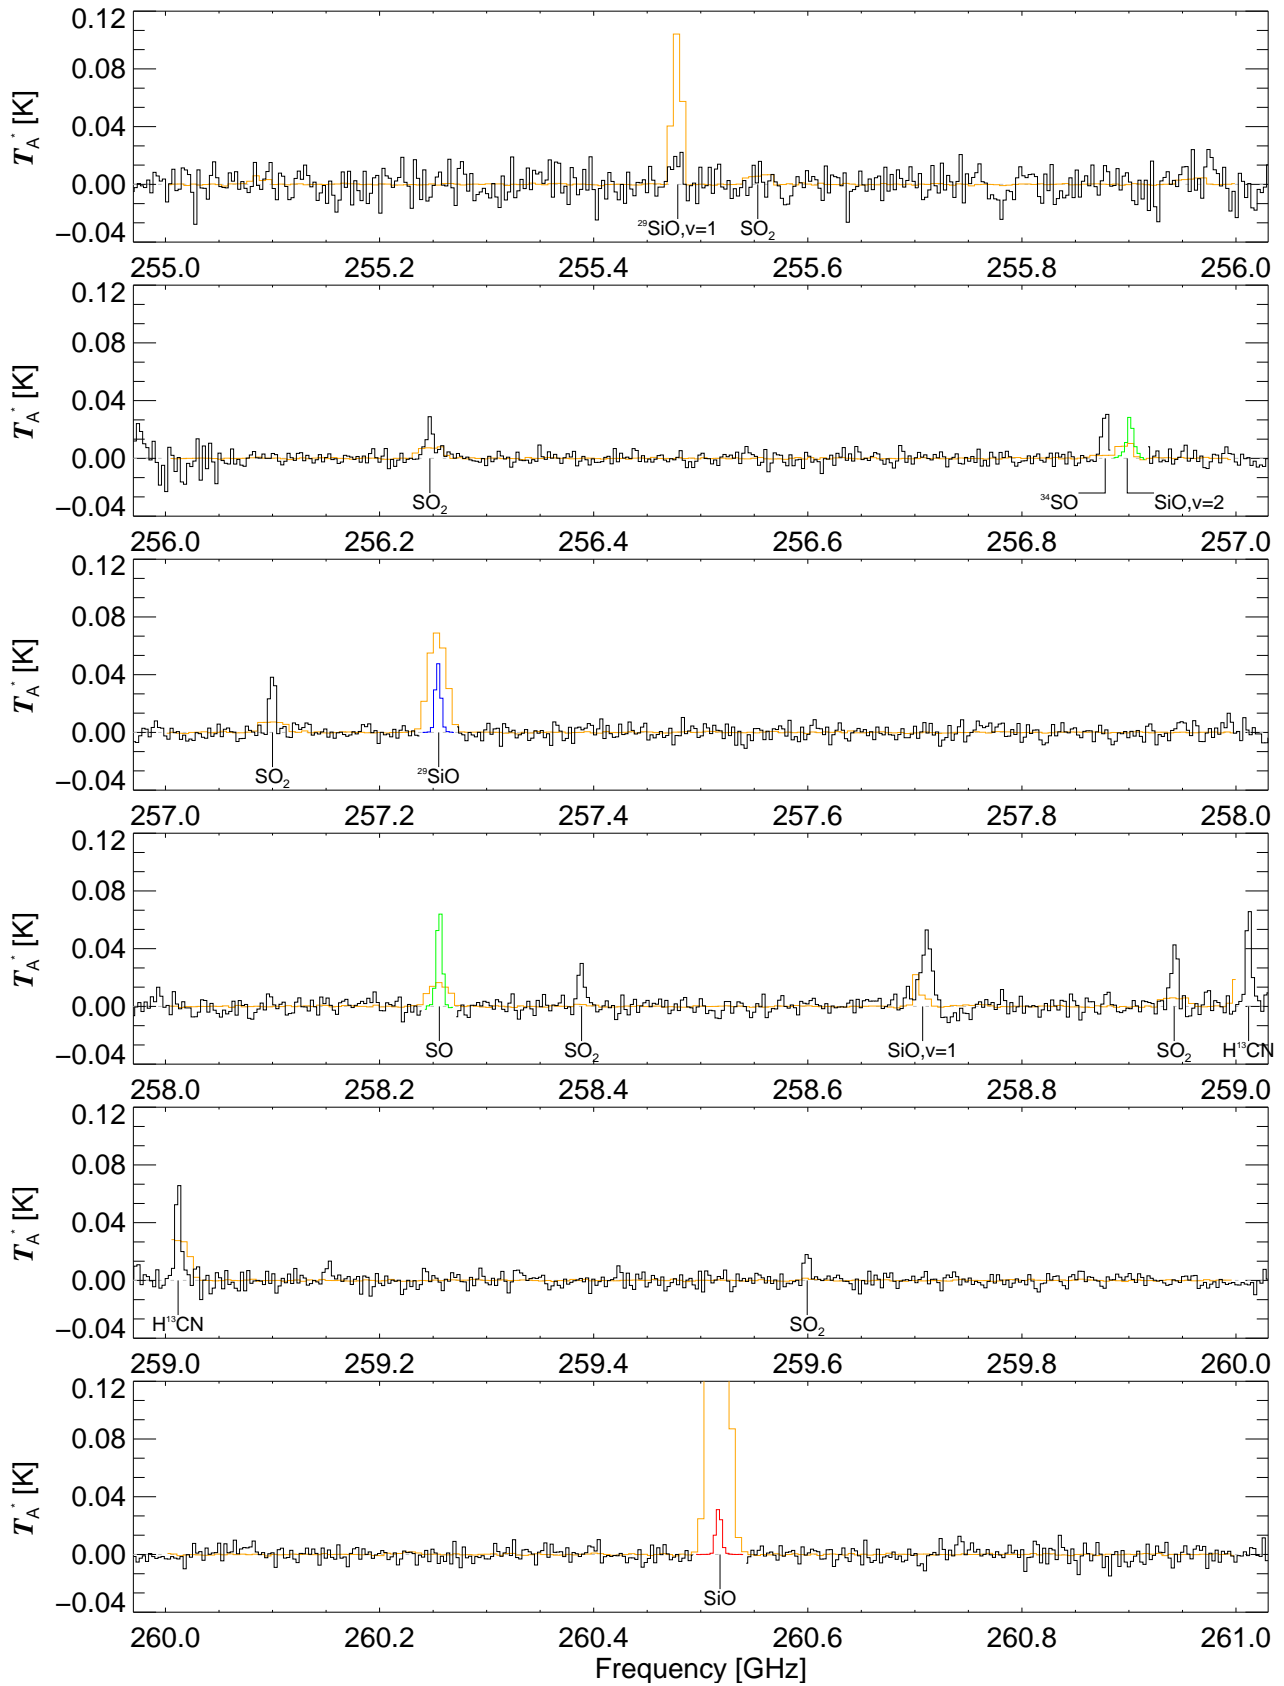 0.12
0.08
0.04
0.00
−0.04
T_A^* [K]
²⁹SiO,v=1
SO₂
255.0 255.2 255.4 255.6 255.8 256.0
0.12
0.08
0.04
0.00
−0.04
T_A^* [K]
SO₂
³⁴SO
SiO,v=2
256.0 256.2 256.4 256.6 256.8 257.0
0.12
0.08
0.04
0.00
−0.04
T_A^* [K]
SO₂
²⁹SiO
257.0 257.2 257.4 257.6 257.8 258.0
0.12
0.08
0.04
0.00
−0.04
T_A^* [K]
SO
SO₂
SiO,v=1
SO₂
H¹³CN
258.0 258.2 258.4 258.6 258.8 259.0
0.12
0.08
0.04
0.00
−0.04
T_A^* [K]
H¹³CN
SO₂
259.0 259.2 259.4 259.6 259.8 260.0
0.12
0.08
0.04
0.00
−0.04
T_A^* [K]
SiO
260.0 260.2 260.4 260.6 260.8 261.0
Frequency [GHz]